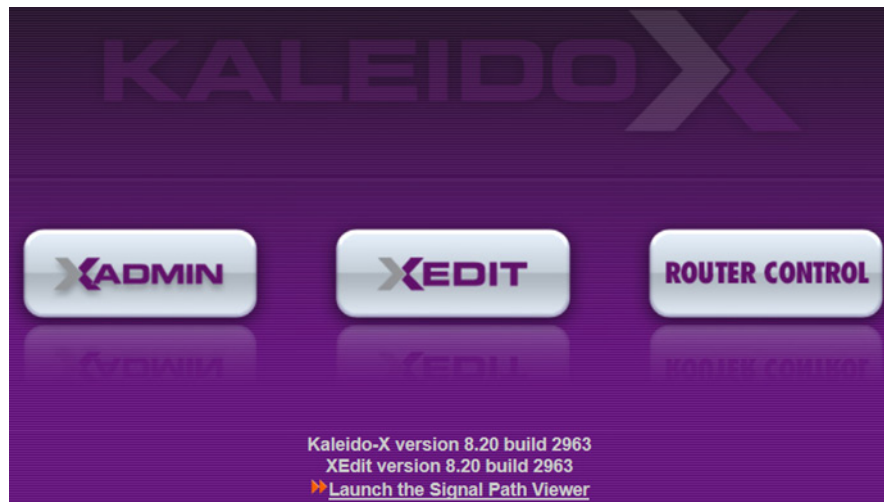 KALEIDOX
XADMIN
XEDIT
ROUTER CONTROL
Kaleido-X version 8.20 build 2963
XEdit version 8.20 build 2963
Launch the Signal Path Viewer